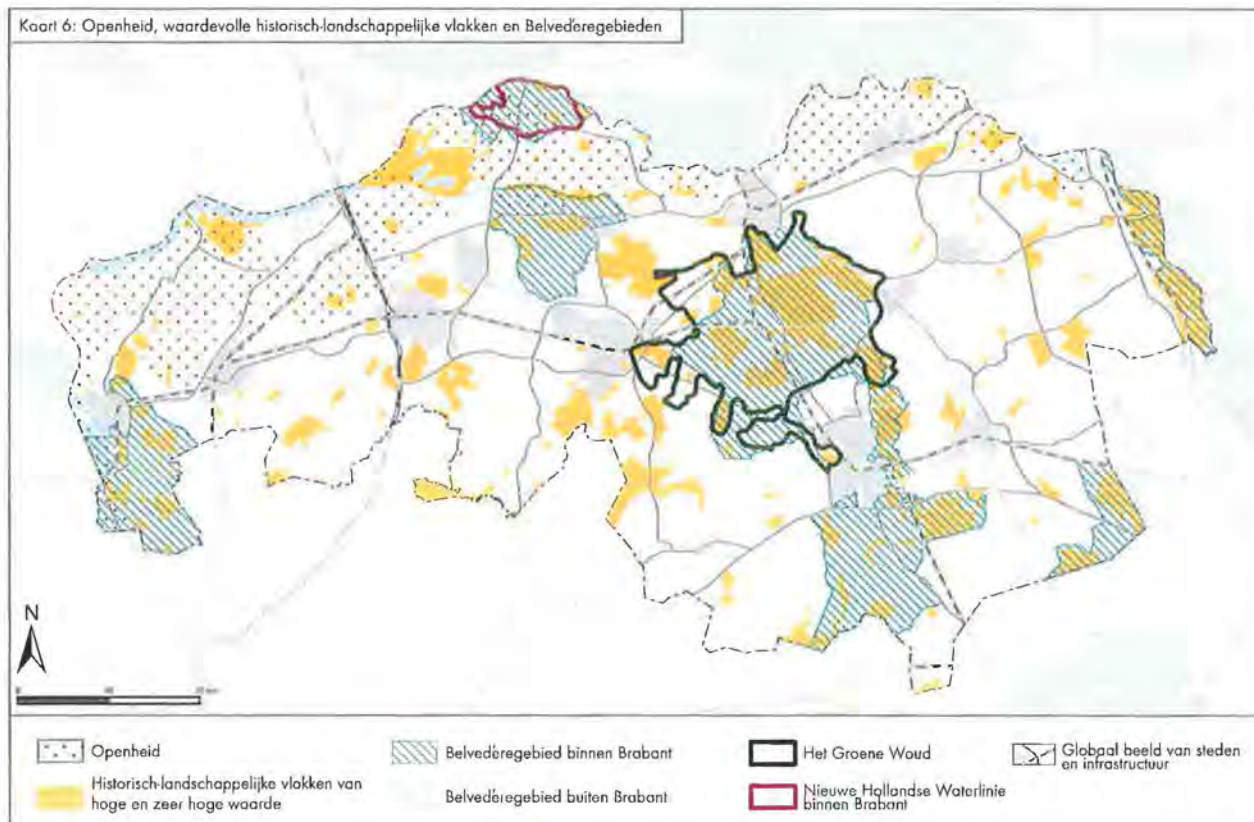 Kaart 6: Openheid, waardevolle historisch-landschappelijke vlakken en Belvedèregebieden
N
Openheid
Historisch-landschappelijke vlakken van
hoge en zeer hoge waarde
Belvedèregebied binnen Brabant
Belvedèregebied buiten Brabant
Het Groene Woud
Nieuwe Hollandse Waterlinie
binnen Brabant
Globaal beeld van steden
en infrastructuur